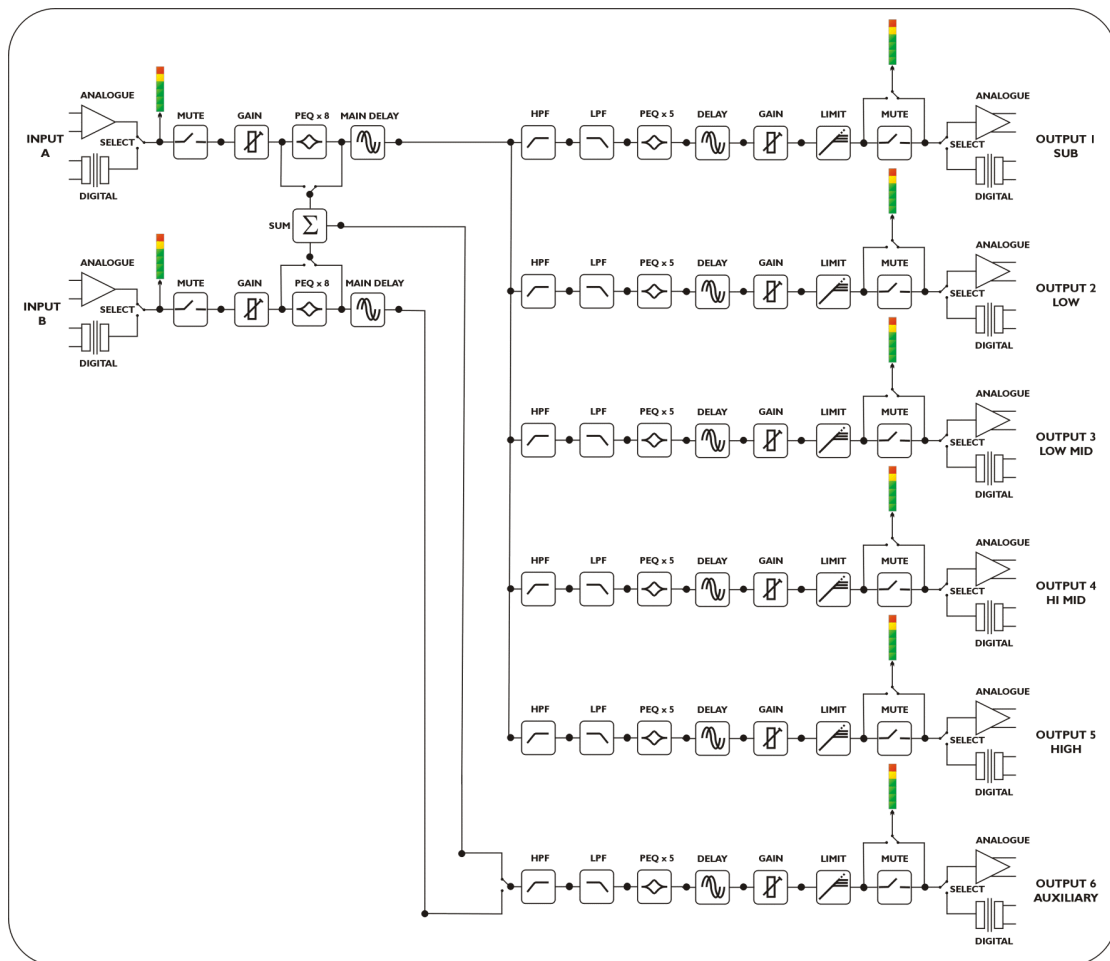 ANALOGUE
MUTE GAIN PEQ x 8 MAIN DELAY
INPUT
A
SELECT
DIGITAL
SUM Σ
ANALOGUE
MUTE GAIN PEQ x 8 MAIN DELAY
INPUT
B
SELECT
DIGITAL
HPF LPF PEQ x 5 DELAY GAIN LIMIT MUTE
ANALOGUE
SELECT
DIGITAL
OUTPUT 1
SUB
HPF LPF PEQ x 5 DELAY GAIN LIMIT MUTE
ANALOGUE
SELECT
DIGITAL
OUTPUT 2
LOW
HPF LPF PEQ x 5 DELAY GAIN LIMIT MUTE
ANALOGUE
SELECT
DIGITAL
OUTPUT 3
LOW MID
HPF LPF PEQ x 5 DELAY GAIN LIMIT MUTE
ANALOGUE
SELECT
DIGITAL
OUTPUT 4
HI MID
HPF LPF PEQ x 5 DELAY GAIN LIMIT MUTE
ANALOGUE
SELECT
DIGITAL
OUTPUT 5
HIGH
HPF LPF PEQ x 5 DELAY GAIN LIMIT MUTE
ANALOGUE
SELECT
DIGITAL
OUTPUT 6
AUXILIARY